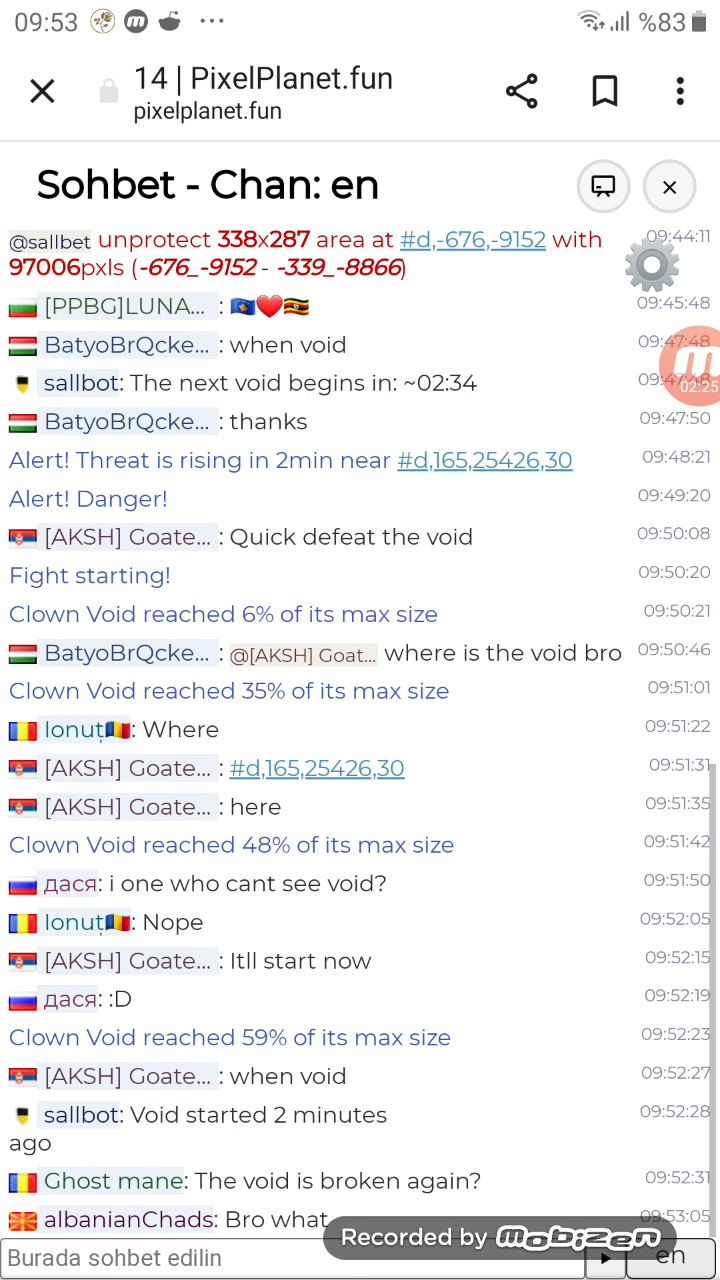 09:53 ... %83
14 | PixelPlanet.fun
pixelplanet.fun
Sohbet - Chan: en
@sallbet unprotect 338x287 area at #d,-676,-9152 with 09:44:11
97006pxls (-676_-9152 - -339_-8866)
[PPBG]LUNA... : 🇽🇰❤️🇺🇬 09:45:48
BatyoBrQcke... : when void 09:47:48
sallbot: The next void begins in: ~02:34 09:47:48
02:25
BatyoBrQcke... : thanks 09:47:50
Alert! Threat is rising in 2min near #d,165,25426,30 09:48:21
Alert! Danger! 09:49:20
[AKSH] Goate... : Quick defeat the void 09:50:08
Fight starting! 09:50:20
Clown Void reached 6% of its max size 09:50:21
BatyoBrQcke... : @[AKSH] Goat... where is the void bro 09:50:46
Clown Void reached 35% of its max size 09:51:01
Ionuț🇷🇴: Where 09:51:22
[AKSH] Goate... : #d,165,25426,30 09:51:31
[AKSH] Goate... : here 09:51:35
Clown Void reached 48% of its max size 09:51:42
дася: i one who cant see void? 09:51:50
Ionuț🇷🇴: Nope 09:52:05
[AKSH] Goate... : Itll start now 09:52:15
дася: :D 09:52:19
Clown Void reached 59% of its max size 09:52:23
[AKSH] Goate... : when void 09:52:27
sallbot: Void started 2 minutes 09:52:28
ago
Ghost mane: The void is broken again? 09:52:31
albanianChads: Bro what 09:53:05
Recorded by mobizen
Burada sohbet edilin en